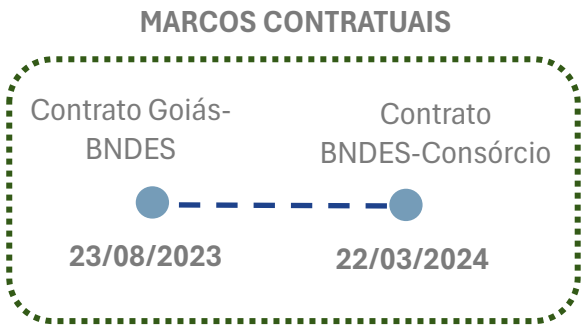 MARCOS CONTRATUAIS
Contrato Goiás-
BNDES
23/08/2023
Contrato
BNDES-Consórcio
22/03/2024